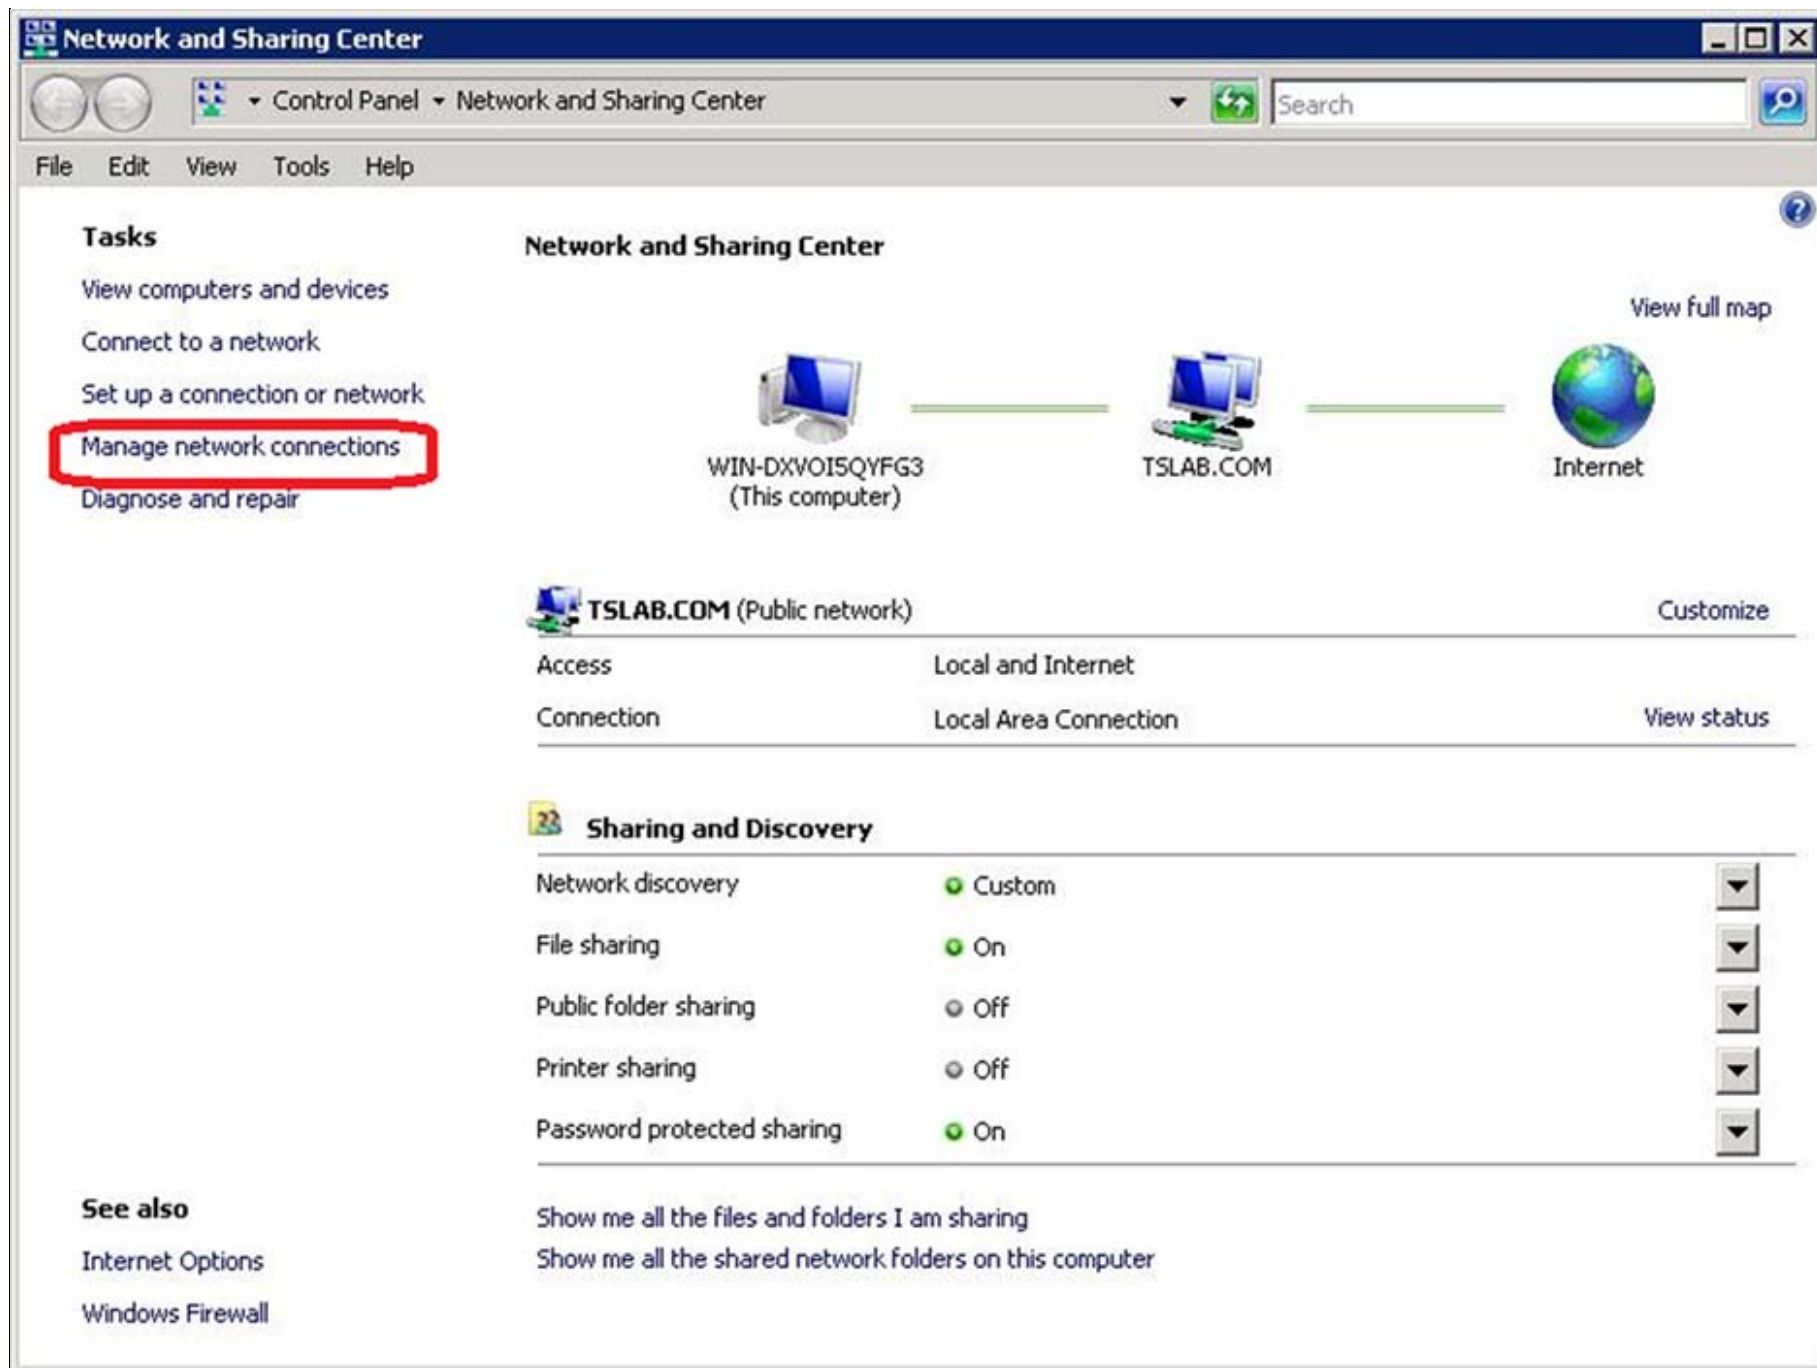 Network and Sharing Center
Control Panel Network and Sharing Center
Search
File Edit View Tools Help
Tasks
View computers and devices
Connect to a network
Set up a connection or network
Manage network connections
Diagnose and repair
See also
Internet Options
Windows Firewall
Network and Sharing Center
View full map
WIN-DXVOI5QYFG3
(This computer)
TSLAB.COM
Internet
TSLAB.COM (Public network) Customize
Access Local and Internet
Connection Local Area Connection View status
Sharing and Discovery
Network discovery Custom
File sharing On
Public folder sharing Off
Printer sharing Off
Password protected sharing On
Show me all the files and folders I am sharing
Show me all the shared network folders on this computer